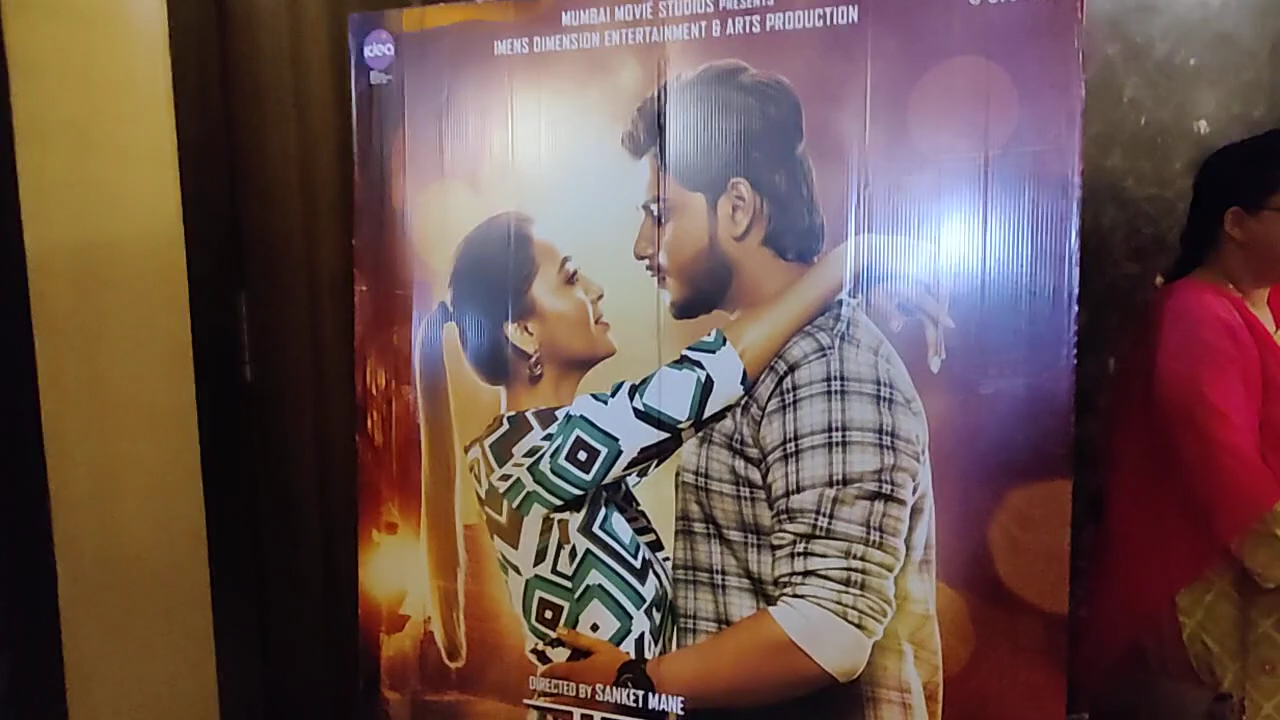 MUMBAI MOVIE STUDIOS PRESENTS
IMENS DIMENSION ENTERTAINMENT & ARTS PRODUCTION
idea
DIRECTED BY SANKET MANE